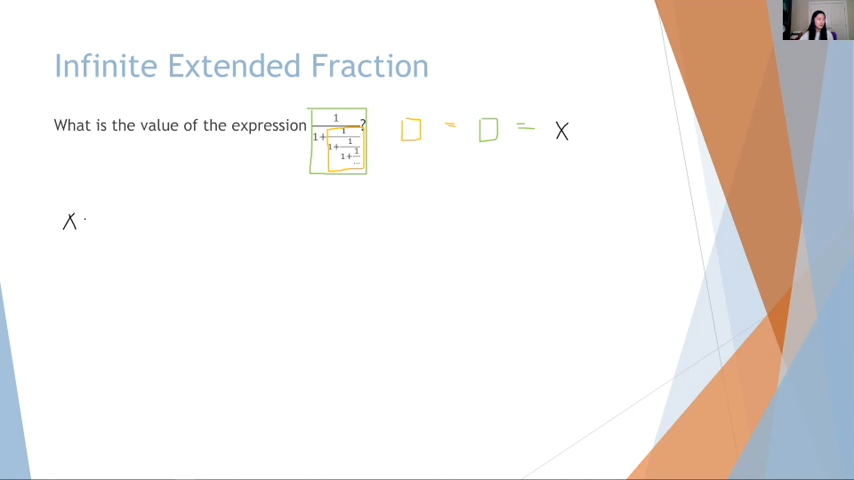 Infinite Extended Fraction
What is the value of the expression 1/(1+1/(1+1/(1+1/...)))? □ = □ = X
X